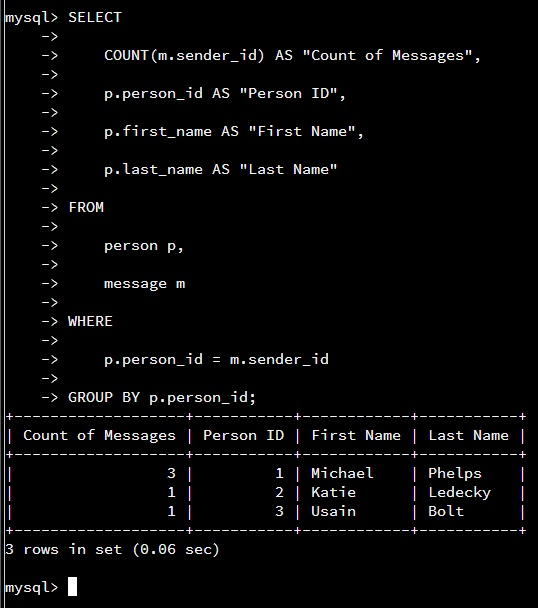 mysql> SELECT
    ->
    ->     COUNT(m.sender_id) AS "Count of Messages",
    ->
    ->     p.person_id AS "Person ID",
    ->
    ->     p.first_name AS "First Name",
    ->
    ->     p.last_name AS "Last Name"
    ->
    -> FROM
    ->
    ->     person p,
    ->
    ->     message m
    ->
    -> WHERE
    ->
    ->     p.person_id = m.sender_id
    ->
    -> GROUP BY p.person_id;
+-------------------+-----------+------------+-----------+
| Count of Messages | Person ID | First Name | Last Name |
+-------------------+-----------+------------+-----------+
|                 3 |         1 | Michael    | Phelps    |
|                 1 |         2 | Katie      | Ledecky   |
|                 1 |         3 | Usain      | Bolt      |
+-------------------+-----------+------------+-----------+
3 rows in set (0.06 sec)

mysql>